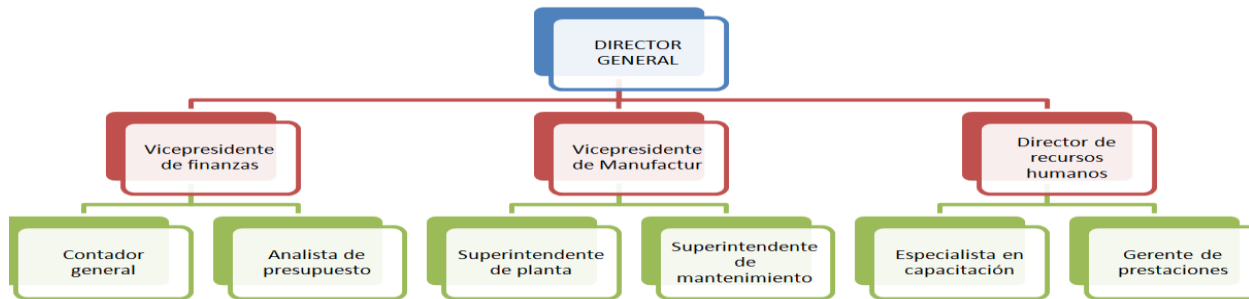 DIRECTOR
GENERAL
Vicepresidente
de finanzas
Vicepresidente
de Manufactur
Director de
recursos
humanos
Contador
general
Analista de
presupuesto
Superintendente
de planta
Superintendente
de
mantenimiento
Especialista en
capacitación
Gerente de
prestaciones